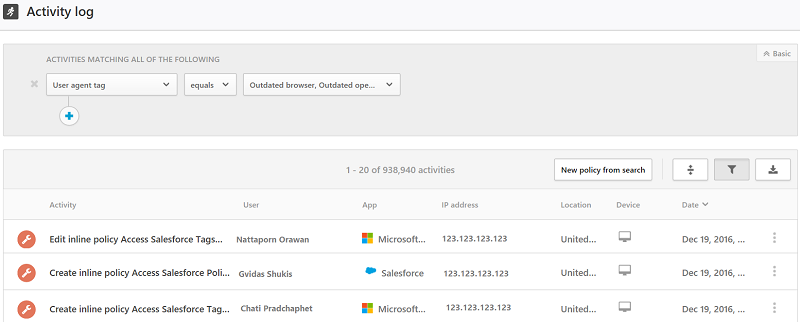 Activity log
ACTIVITIES MATCHING ALL OF THE FOLLOWING
Basic
User agent tag equals Outdated browser, Outdated ope...
1 - 20 of 938,940 activities New policy from search
Activity User App IP address Location Device Date
Edit inline policy Access Salesforce Tags... Nattaporn Orawan Microsoft... 123.123.123.123 United... Dec 19, 2016, ...
Create inline policy Access Salesforce Poli... Gvidas Shukis Salesforce 123.123.123.123 United... Dec 19, 2016, ...
Create inline policy Access Salesforce Tag... Chati Pradchaphet Microsoft... 123.123.123.123 United... Dec 19, 2016, ...